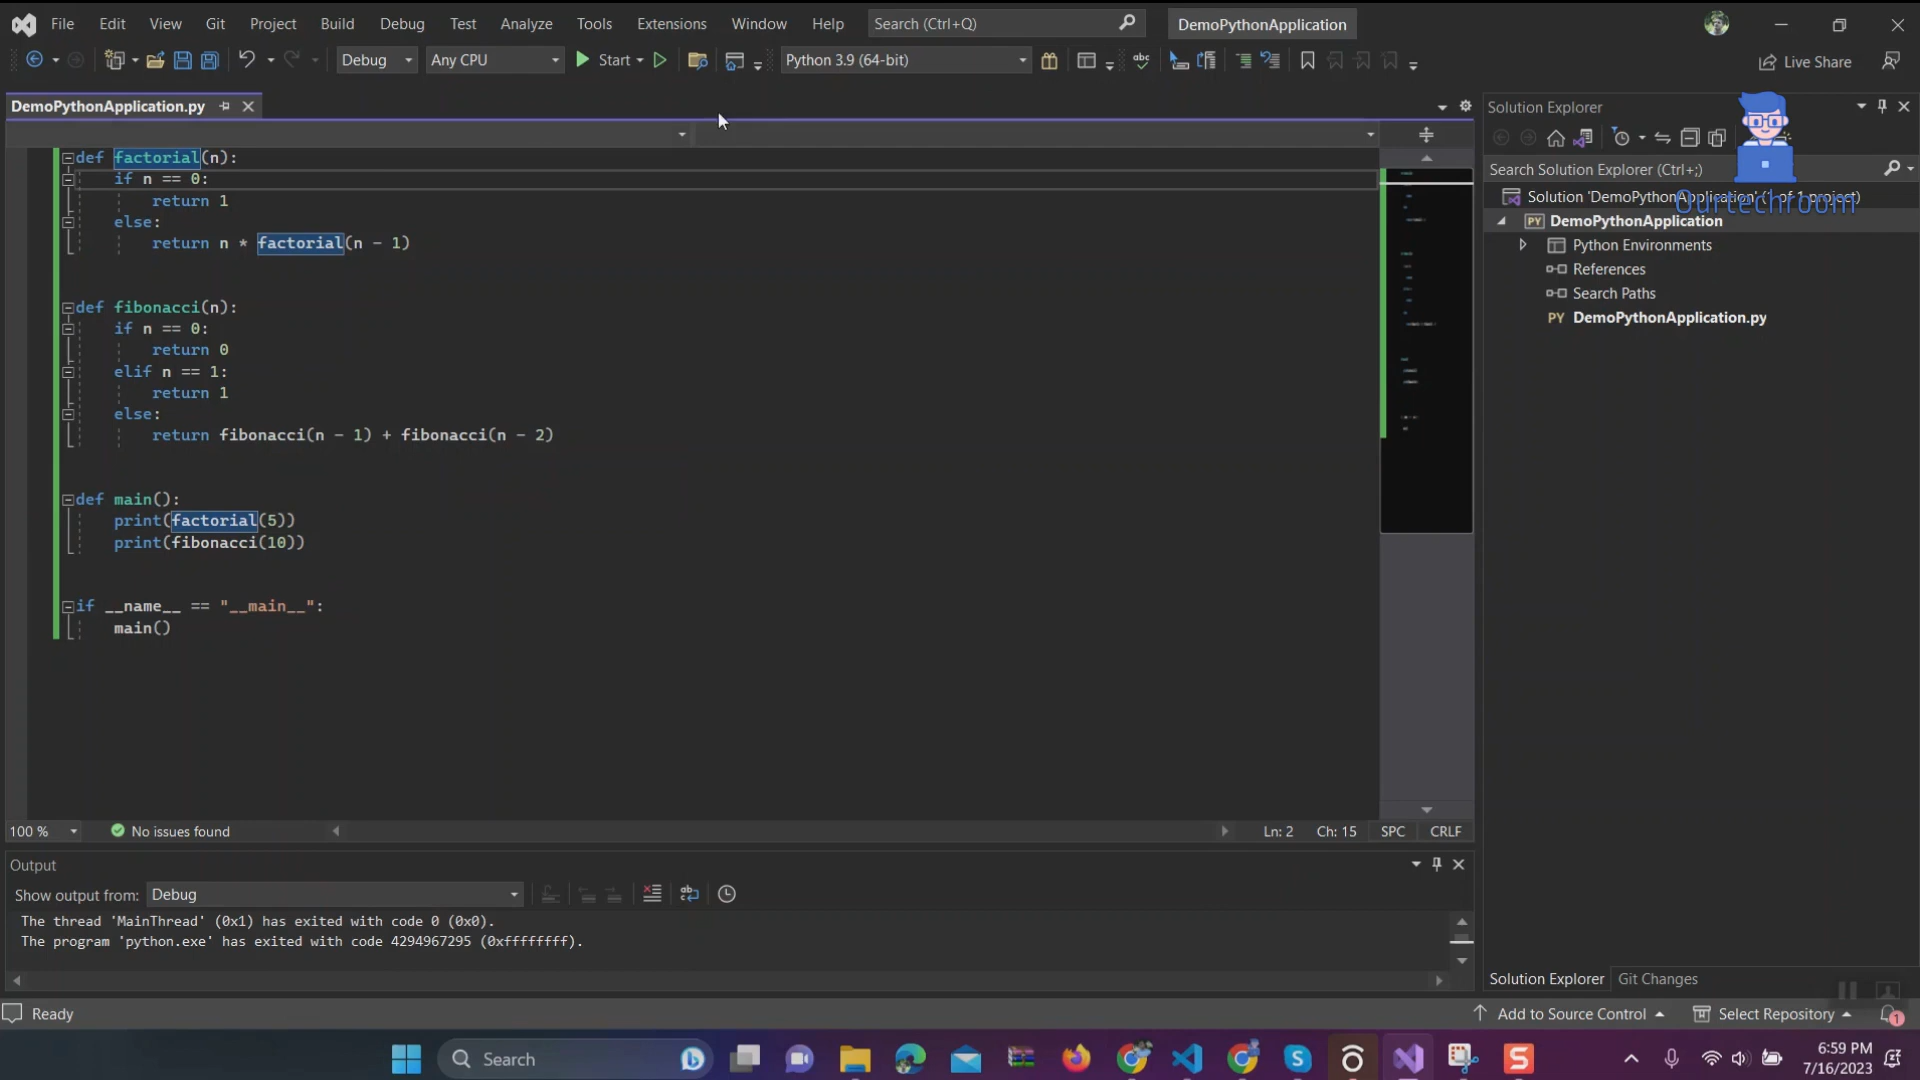 File Edit View Git Project Build Debug Test Analyze Tools Extensions Window Help Search (Ctrl+Q) DemoPythonApplication
Debug Any CPU Start Python 3.9 (64-bit) Live Share
DemoPythonApplication.py
def factorial(n):
if n == 0:
return 1
else:
return n * factorial(n - 1)
def fibonacci(n):
if n == 0:
return 0
elif n == 1:
return 1
else:
return fibonacci(n - 1) + fibonacci(n - 2)
def main():
print(factorial(5))
print(fibonacci(10))
if __name__ == "__main__":
main()
100 % No issues found Ln: 2 Ch: 15 SPC CRLF
Output
Show output from: Debug
The thread 'MainThread' (0x1) has exited with code 0 (0x0).
The program 'python.exe' has exited with code 4294967295 (0xffffffff).
Solution Explorer
Search Solution Explorer (Ctrl+;)
Solution 'DemoPythonApplication' (1 of 1 project)
Ourtechroom
PY DemoPythonApplication
Python Environments
References
Search Paths
PY DemoPythonApplication.py
Solution Explorer Git Changes
Ready Add to Source Control Select Repository 1
Search 6:59 PM
7/16/2023